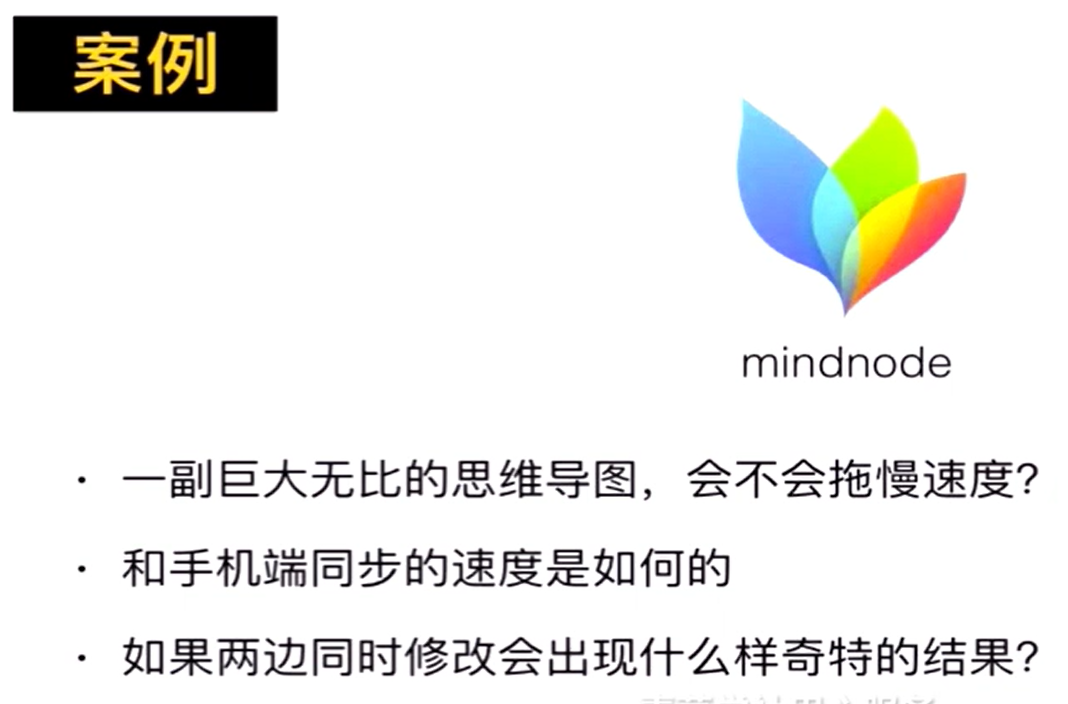 案例
mindnode
· 一副巨大无比的思维导图，会不会拖慢速度？
· 和手机端同步的速度是如何的
· 如果两边同时修改会出现什么样奇特的结果？